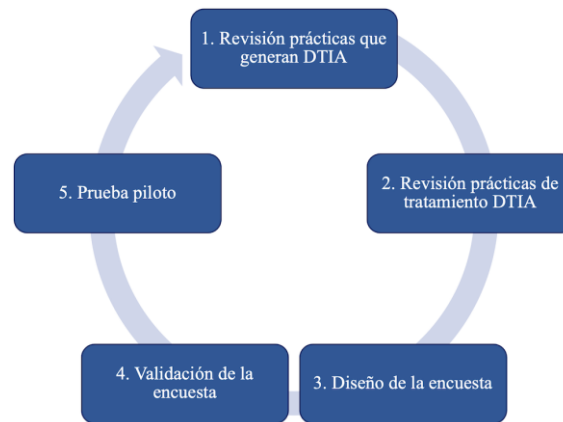 1. Revisión prácticas que
generan DTIA
2. Revisión prácticas de
tratamiento DTIA
3. Diseño de la encuesta
4. Validación de la
encuesta
5. Prueba piloto